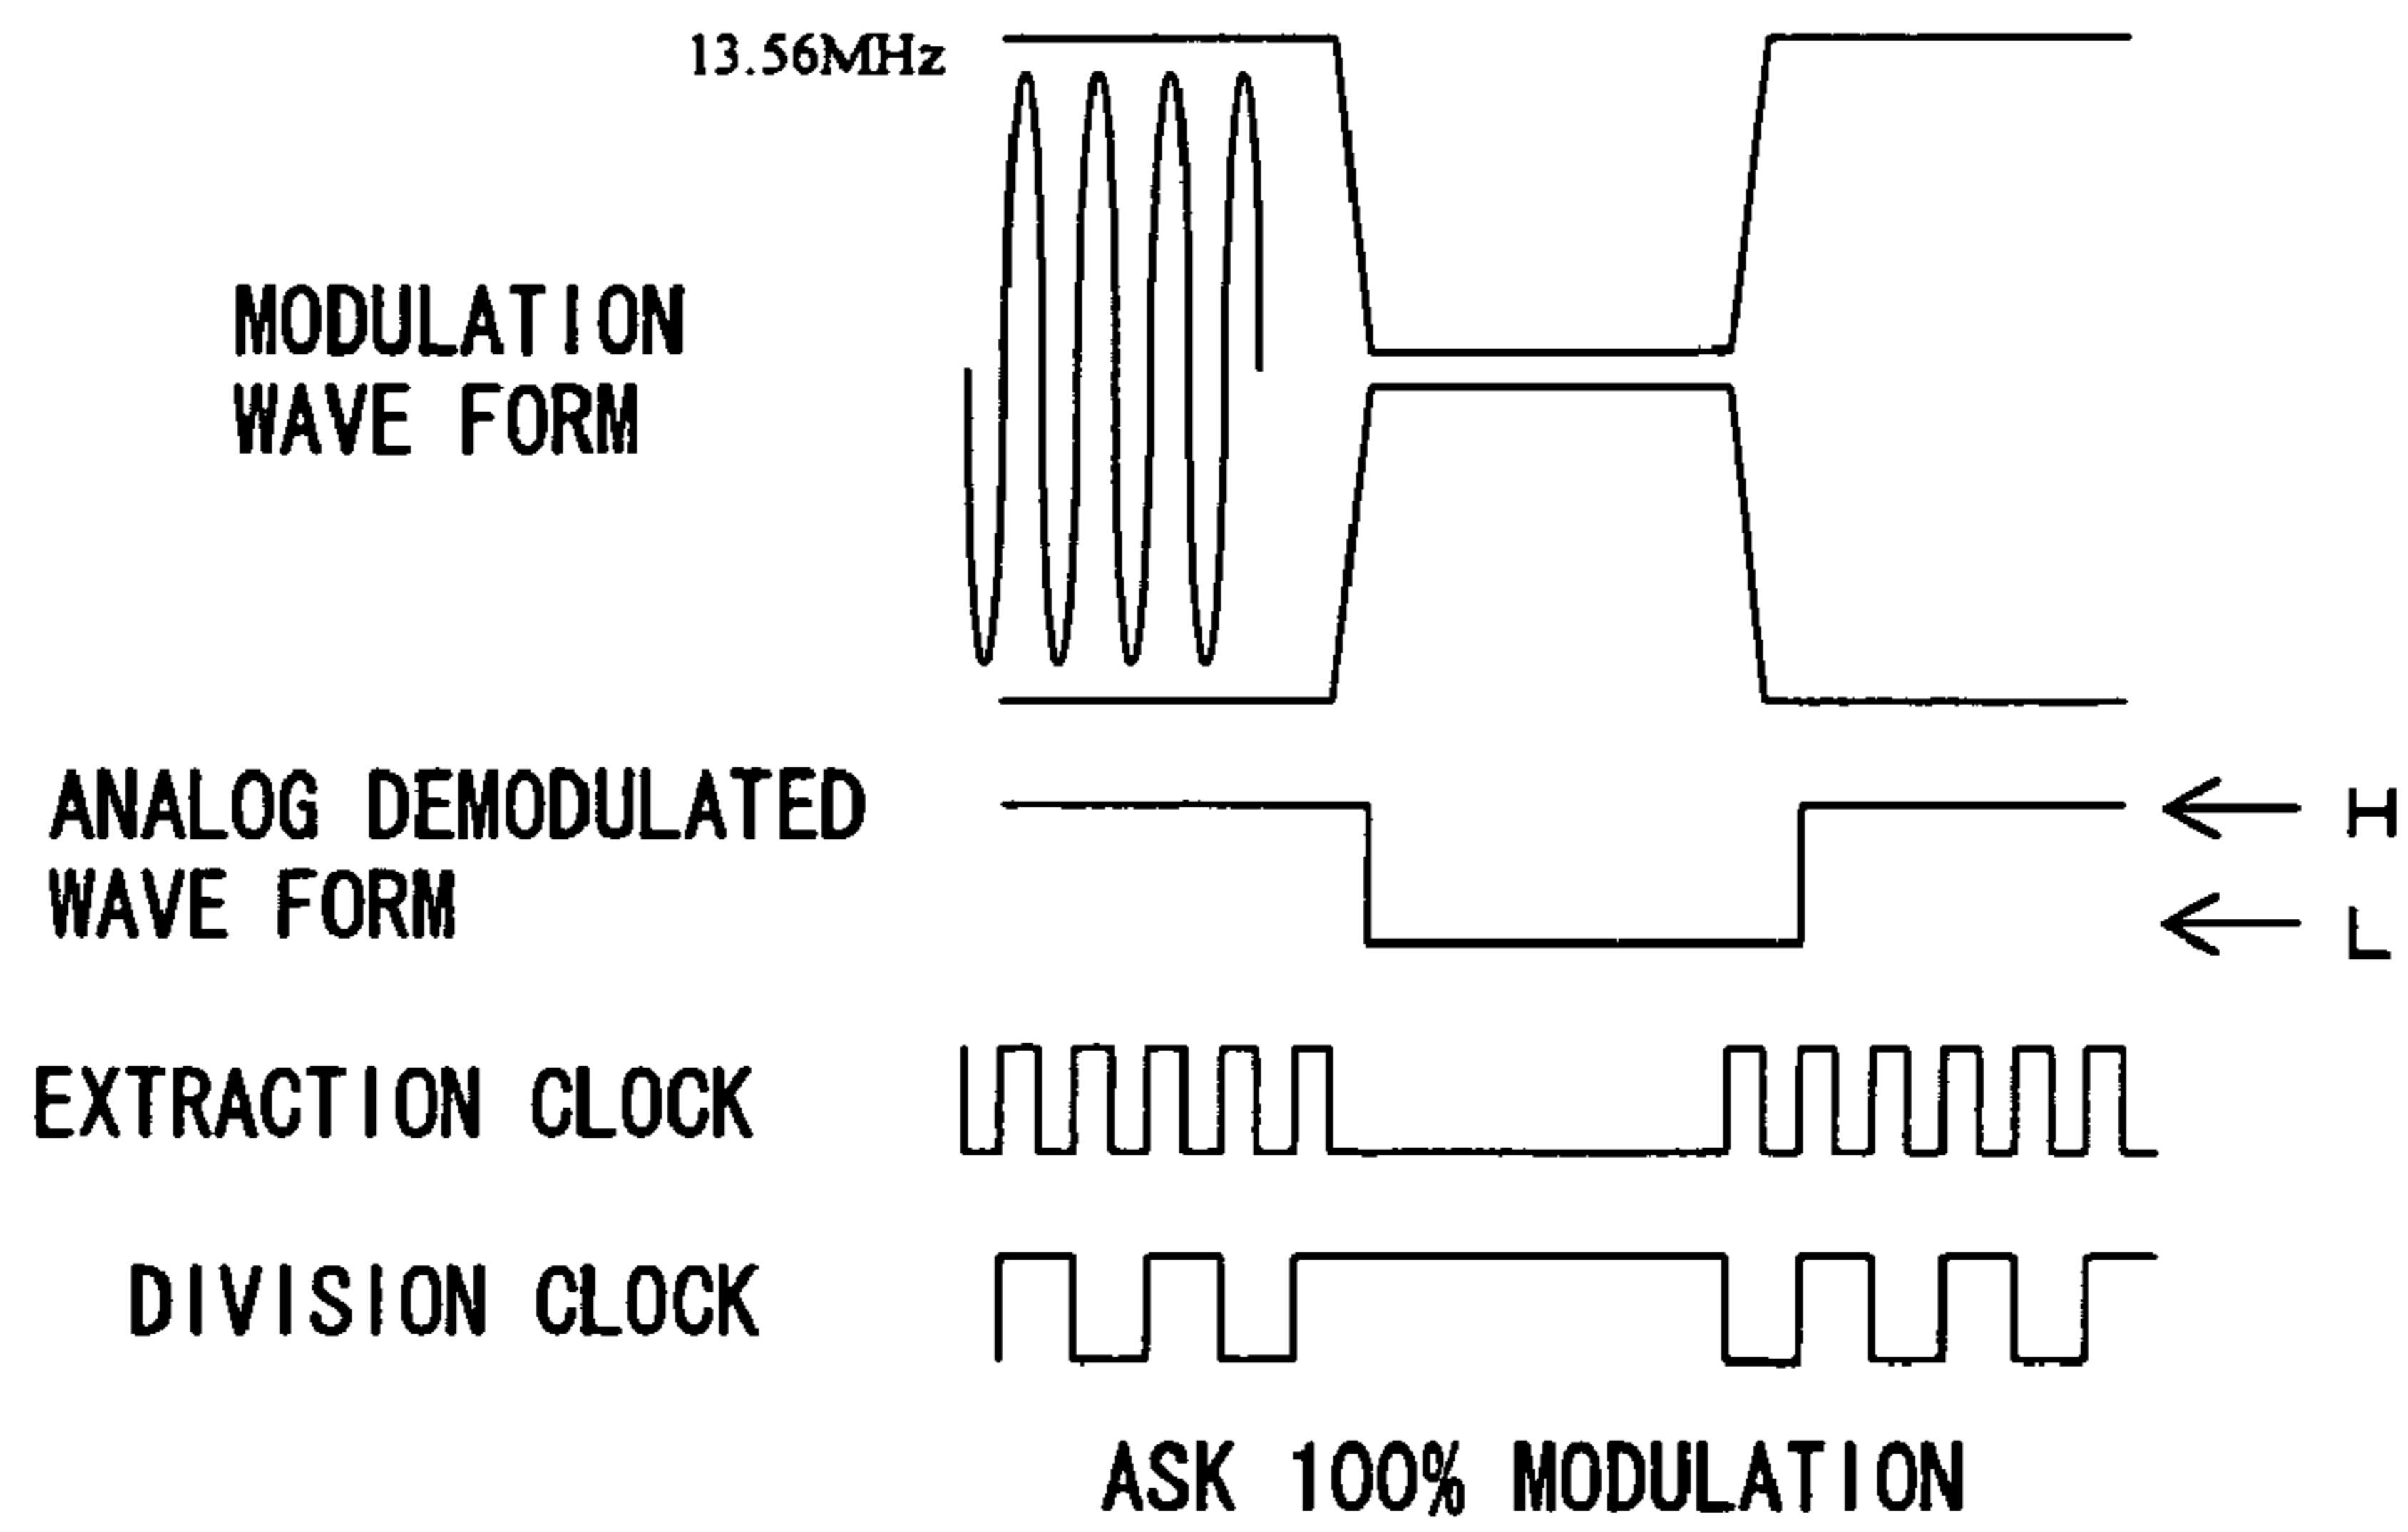 13.56MHz
MODULATION
WAVE FORM
ANALOG DEMODULATED
WAVE FORM
H
L
EXTRACTION CLOCK
DIVISION CLOCK
ASK 100% MODULATION